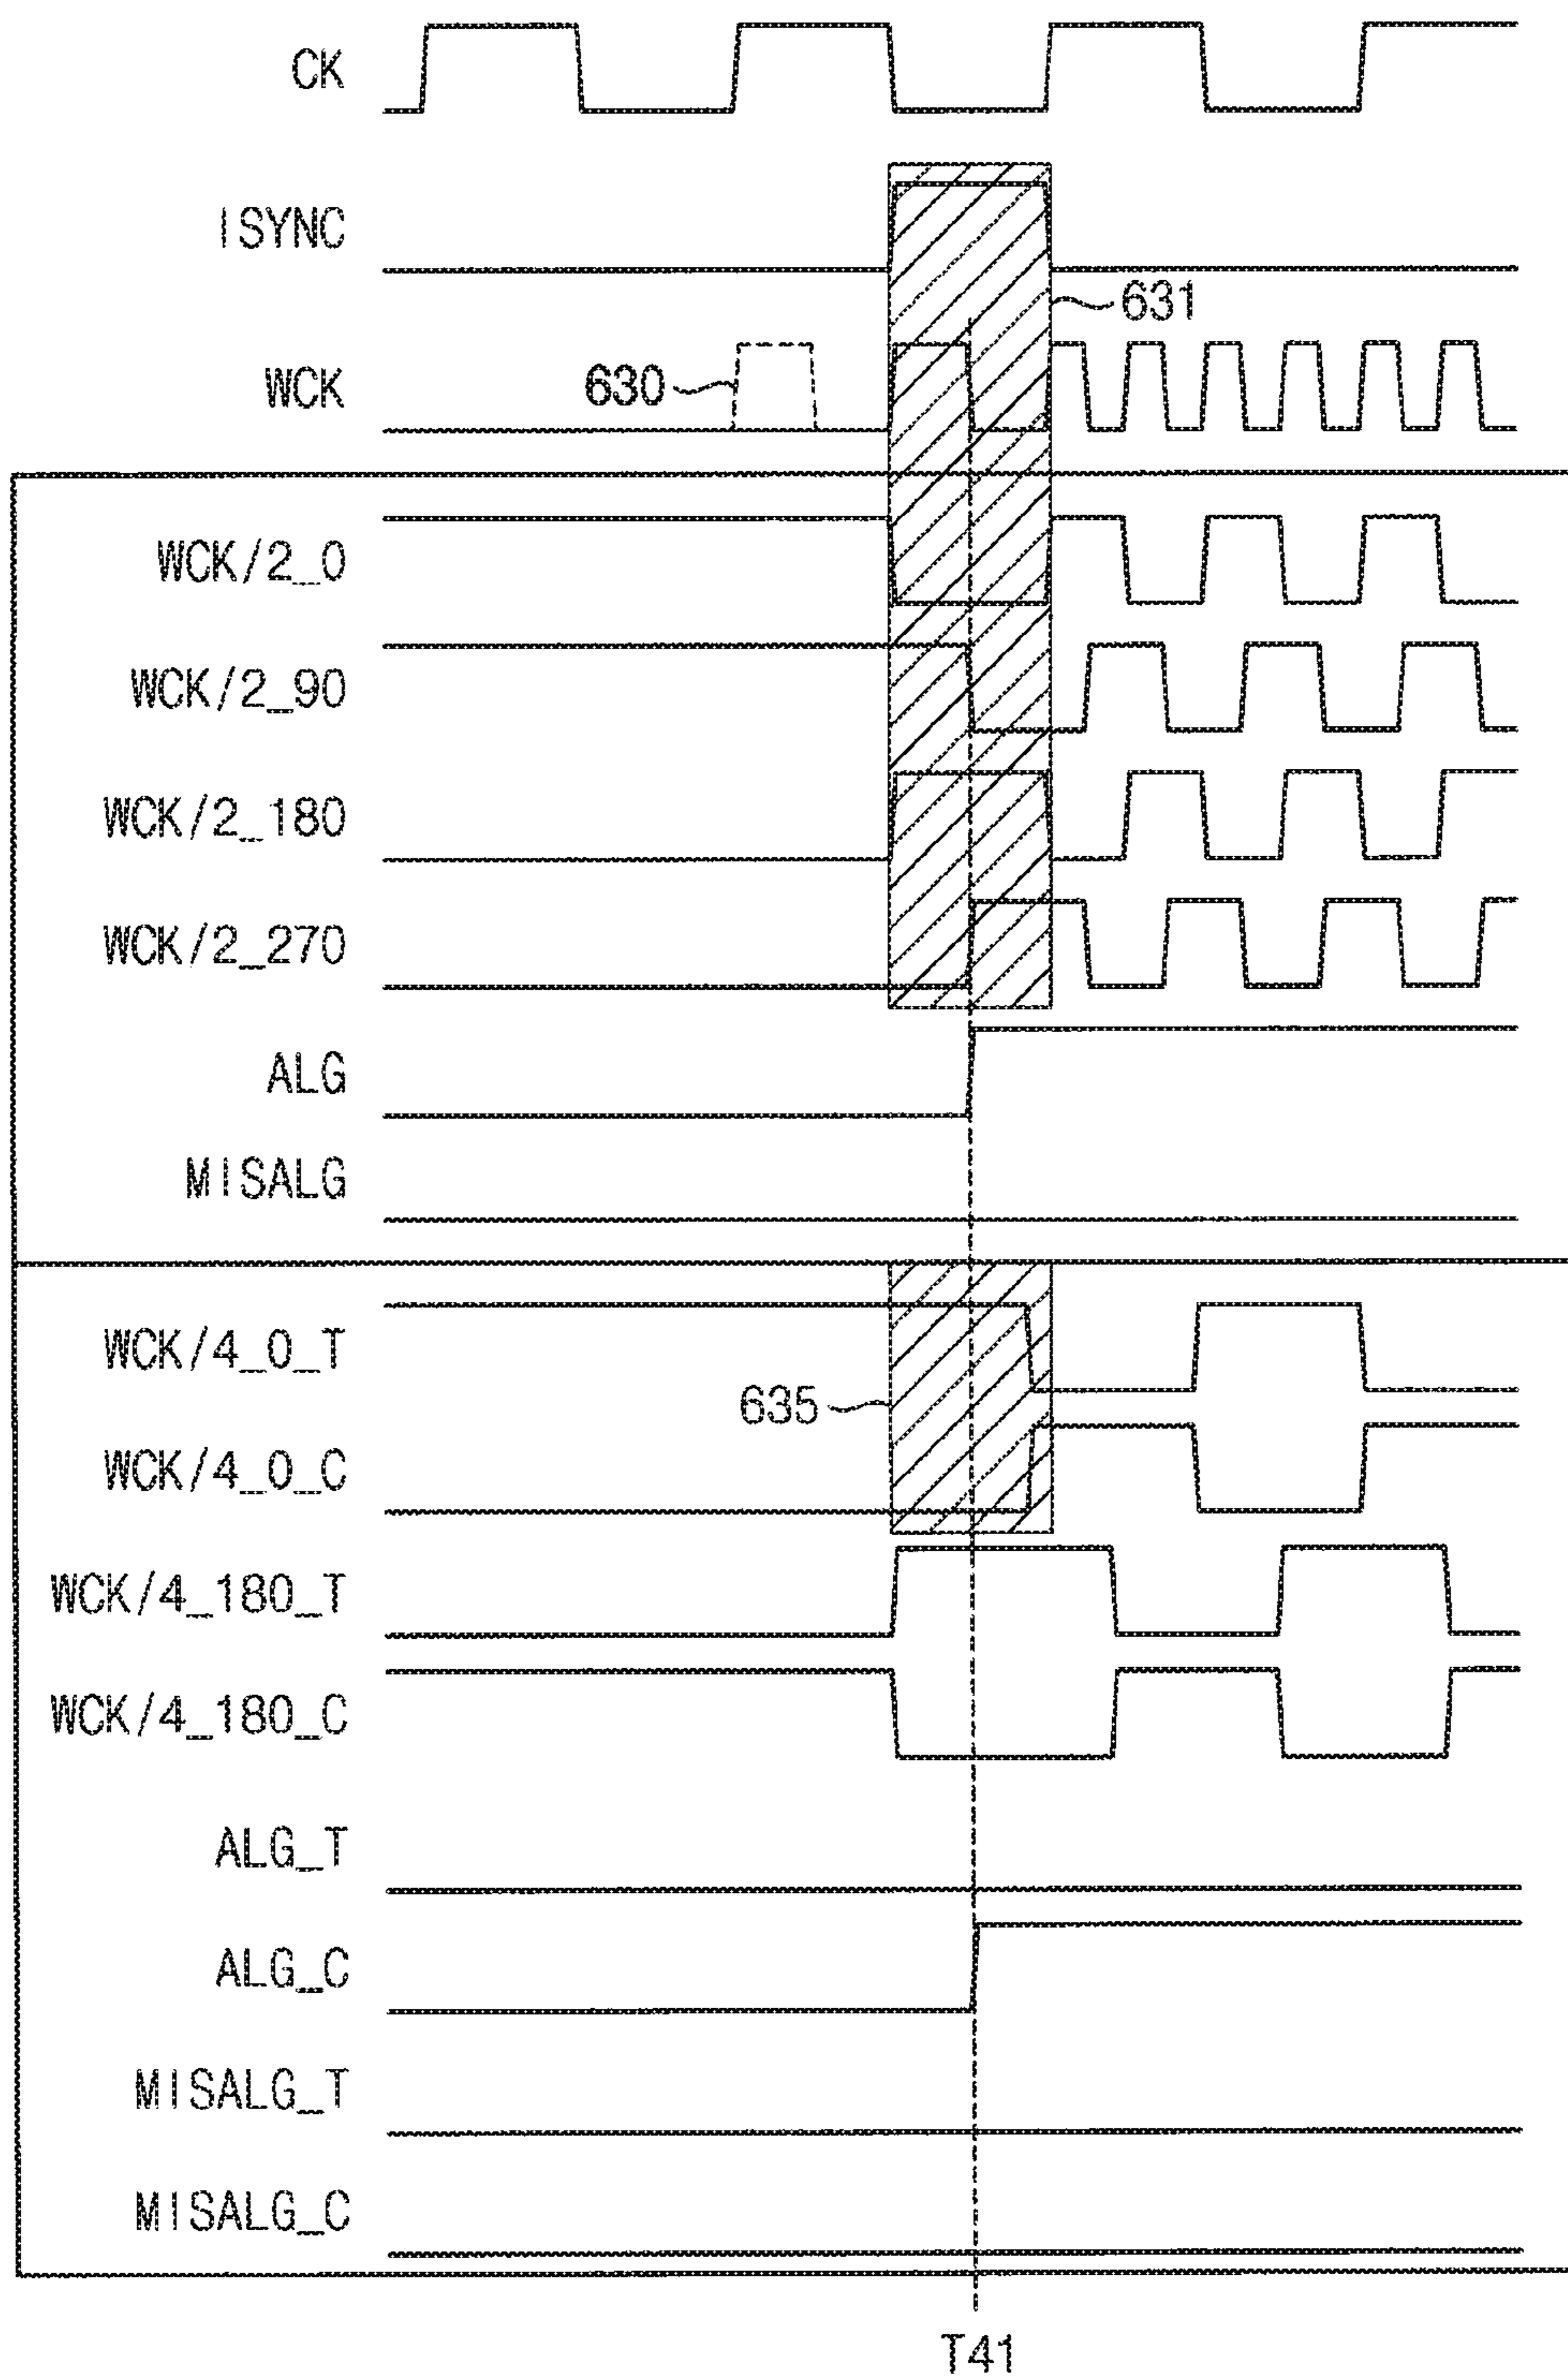 CK
ISYNC
631
WCK
630
WCK/2_0
WCK/2_90
WCK/2_180
WCK/2_270
ALG
MISALG
WCK/4_0_T
635
WCK/4_0_C
WCK/4_180_T
WCK/4_180_C
ALG_T
ALG_C
MISALG_T
MISALG_C
T41